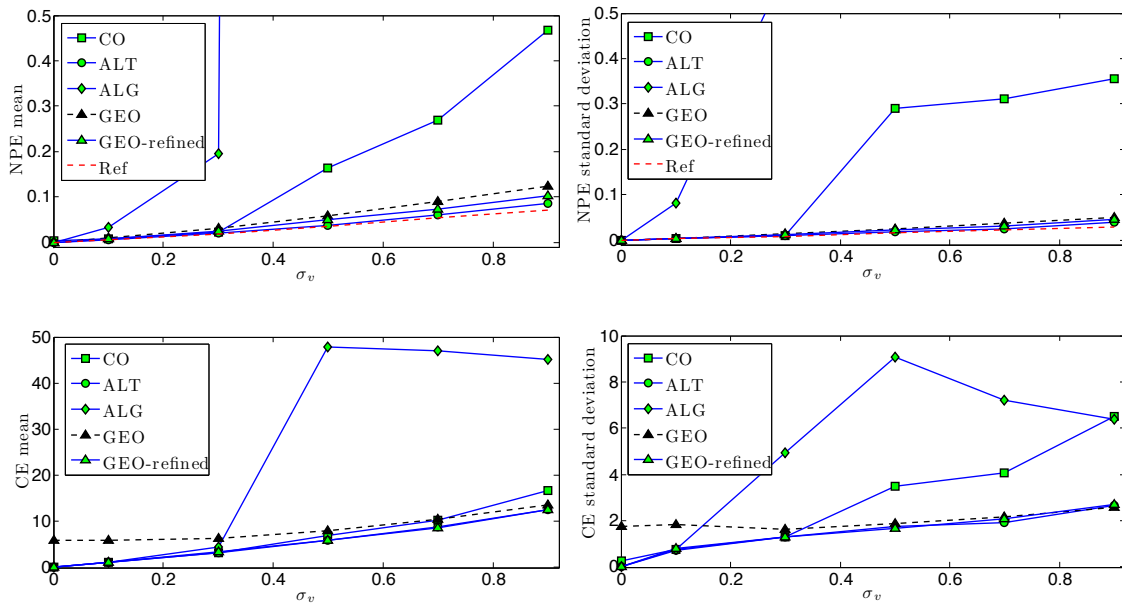 0.5
0.4
0.3
0.2
0.1
0
NPE mean
CO
ALT
ALG
GEO
GEO-refined
Ref
0 0.2 0.4 0.6 0.8
σᵥ
0.5
0.4
0.3
0.2
0.1
0
NPE standard deviation
CO
ALT
ALG
GEO
GEO-refined
Ref
0 0.2 0.4 0.6 0.8
σᵥ
50
40
30
20
10
0
CE mean
CO
ALT
ALG
GEO
GEO-refined
0 0.2 0.4 0.6 0.8
σᵥ
10
8
6
4
2
0
CE standard deviation
CO
ALT
ALG
GEO
GEO-refined
0 0.2 0.4 0.6 0.8
σᵥ